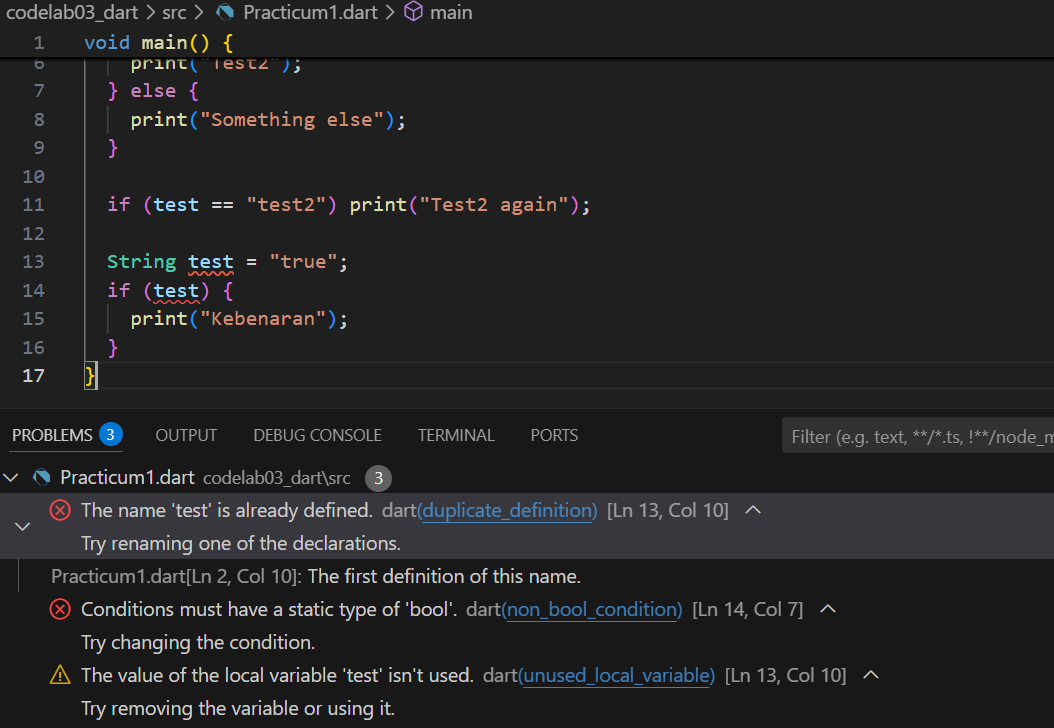 codelab03_dart > src > Practicum1.dart > main
1 void main() {
6 print("Test2");
7 } else {
8 print("Something else");
9 }
10
11 if (test == "test2") print("Test2 again");
12
13 String test = "true";
14 if (test) {
15 print("Kebenaran");
16 }
17 }
PROBLEMS 3 OUTPUT DEBUG CONSOLE TERMINAL PORTS Filter (e.g. text, **/*.ts, !**/node_m
Practicum1.dart codelab03_dart\src 3
The name 'test' is already defined. dart(duplicate_definition) [Ln 13, Col 10]
Try renaming one of the declarations.
Practicum1.dart[Ln 2, Col 10]: The first definition of this name.
Conditions must have a static type of 'bool'. dart(non_bool_condition) [Ln 14, Col 7]
Try changing the condition.
The value of the local variable 'test' isn't used. dart(unused_local_variable) [Ln 13, Col 10]
Try removing the variable or using it.